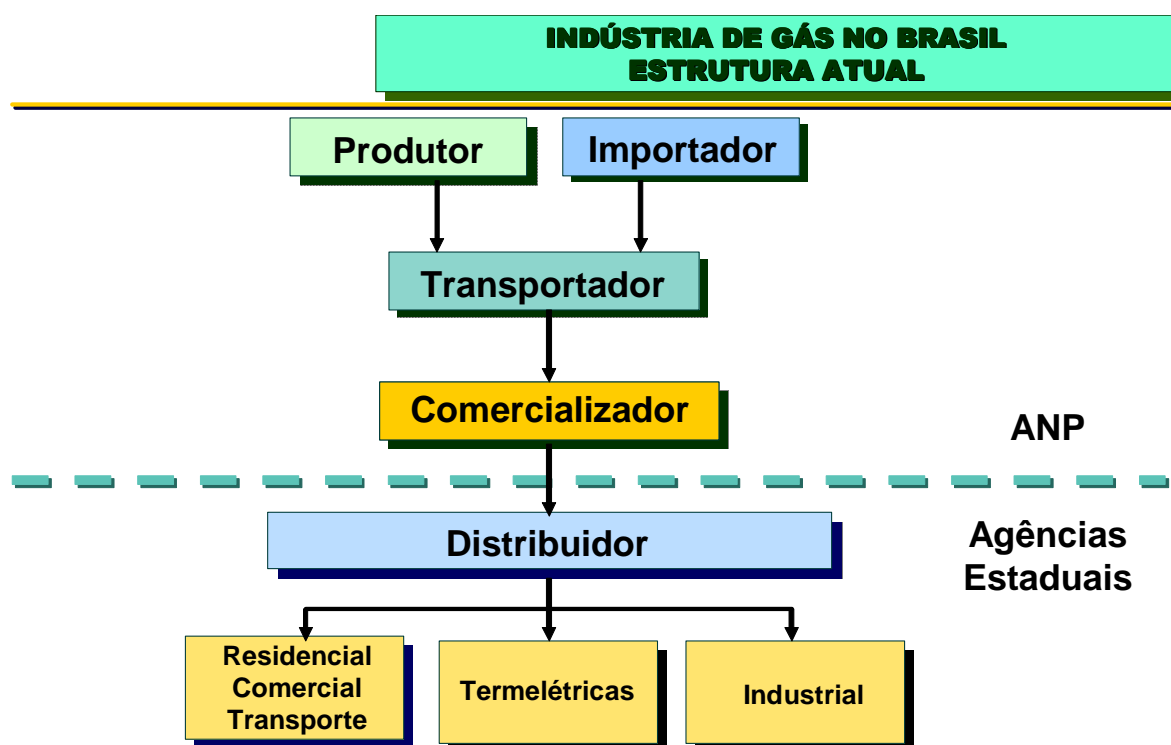 INDÚSTRIA DE GÁS NO BRASIL
ESTRUTURA ATUAL
Produtor
Importador
Transportador
Comercializador
ANP
Distribuidor
Agências
Estaduais
Residencial
Comercial
Transporte
Termelétricas
Industrial